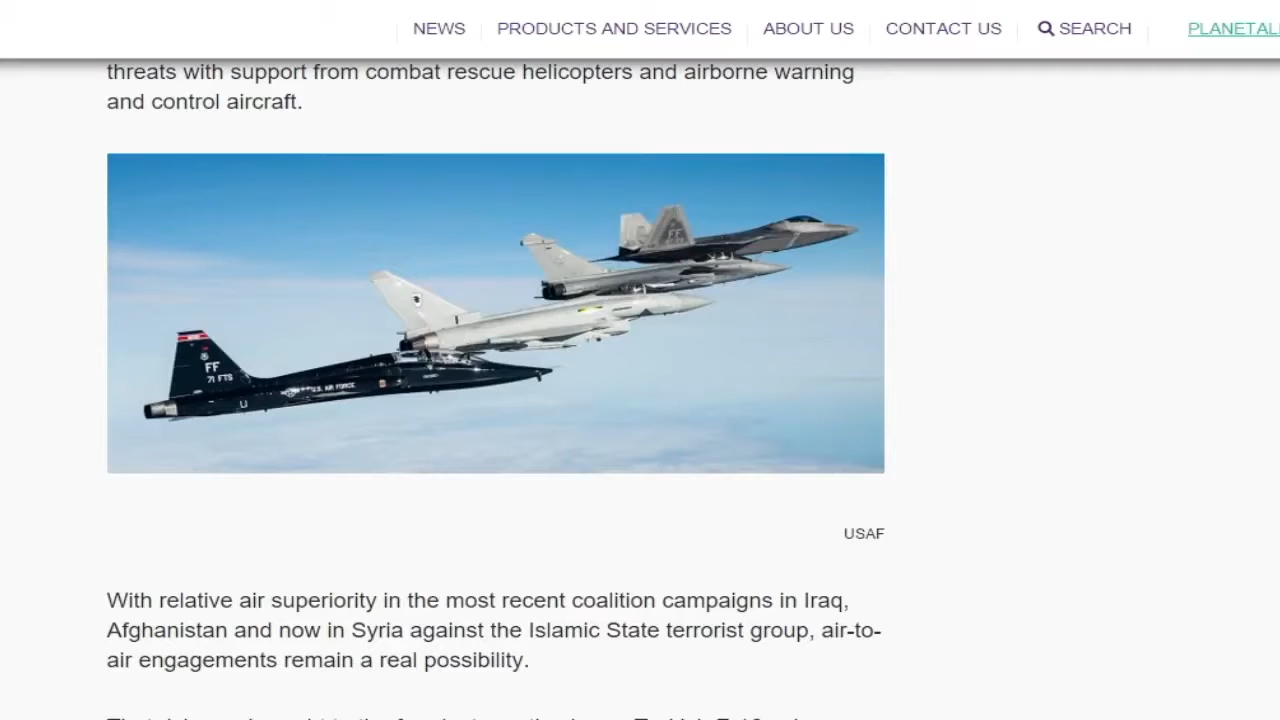 NEWS PRODUCTS AND SERVICES ABOUT US CONTACT US SEARCH
threats with support from combat rescue helicopters and airborne warning
and control aircraft.
FF
FF
71 FTS
U.S. AIR FORCE
USAF
With relative air superiority in the most recent coalition campaigns in Iraq,
Afghanistan and now in Syria against the Islamic State terrorist group, air-to-
air engagements remain a real possibility.